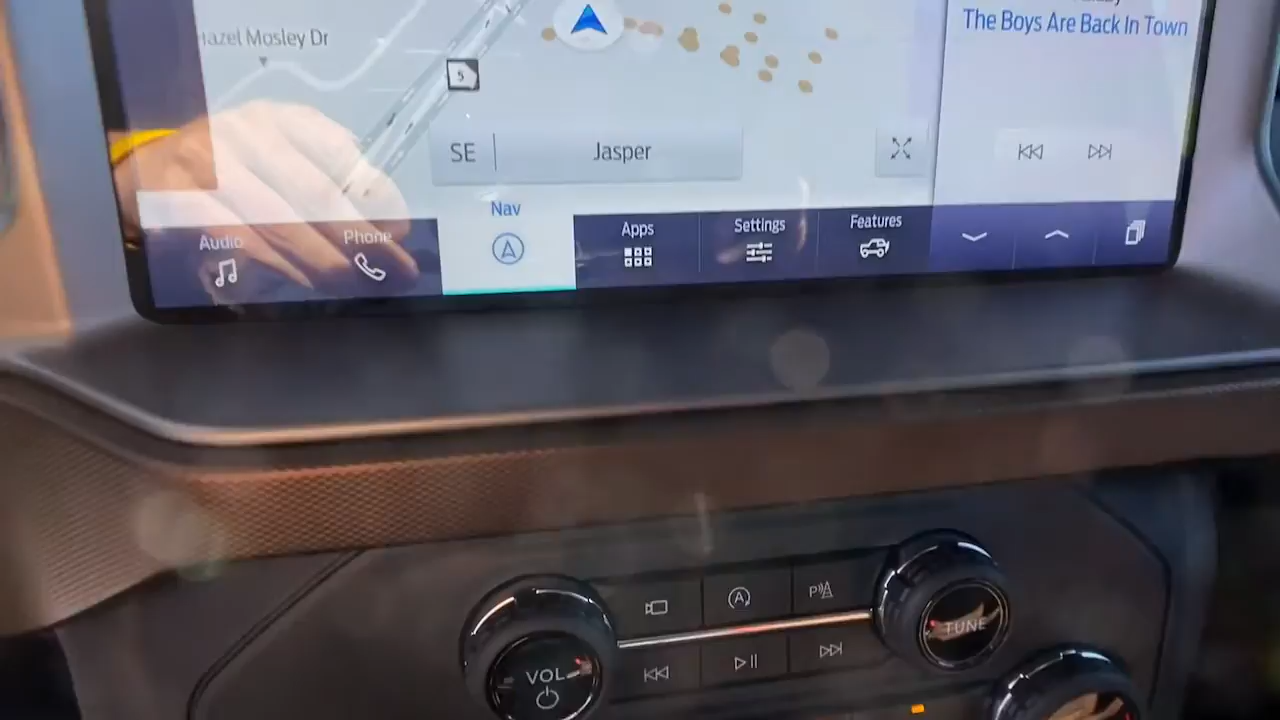 The Boys Are Back In Town
Hazel Mosley Dr
5
SE
Jasper
Nav
Audio
Phone
Apps
Settings
Features
VOL
TUNE